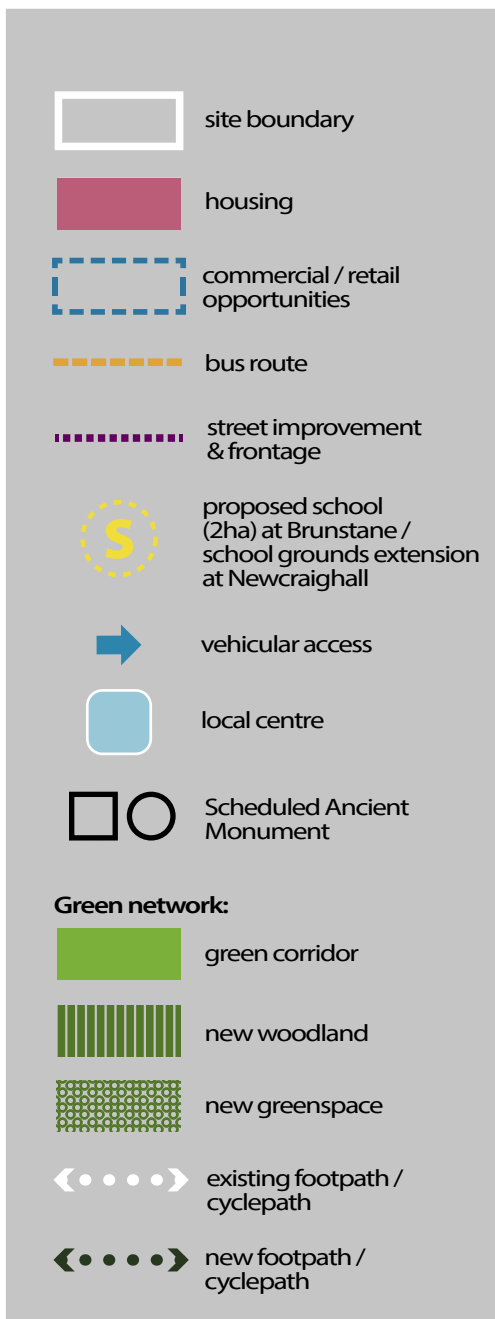 site boundary
housing
commercial / retail
opportunities
bus route
street improvement
& frontage
S
proposed school
(2ha) at Brunstane /
school grounds extension
at Newcraighall
vehicular access
local centre
Scheduled Ancient
Monument
Green network:
green corridor
new woodland
new greenspace
existing footpath /
cyclepath
new footpath /
cyclepath